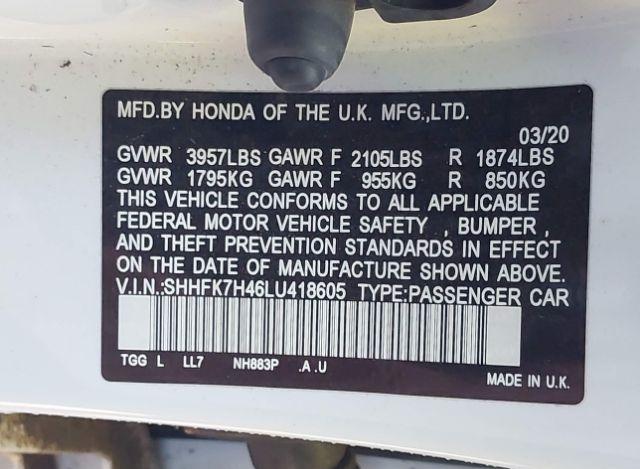 MFD.BY HONDA OF THE U.K. MFG.,LTD.
03/20
GVWR 3957LBS GAWR F 2105LBS R 1874LBS
GVWR 1795KG GAWR F 955KG R 850KG
THIS VEHICLE CONFORMS TO ALL APPLICABLE
FEDERAL MOTOR VEHICLE SAFETY , BUMPER ,
AND THEFT PREVENTION STANDARDS IN EFFECT
ON THE DATE OF MANUFACTURE SHOWN ABOVE.
V.I.N.:SHHFK7H46LU418605 TYPE:PASSENGER CAR
TGG L LL7 NH883P .A .U
MADE IN U.K.